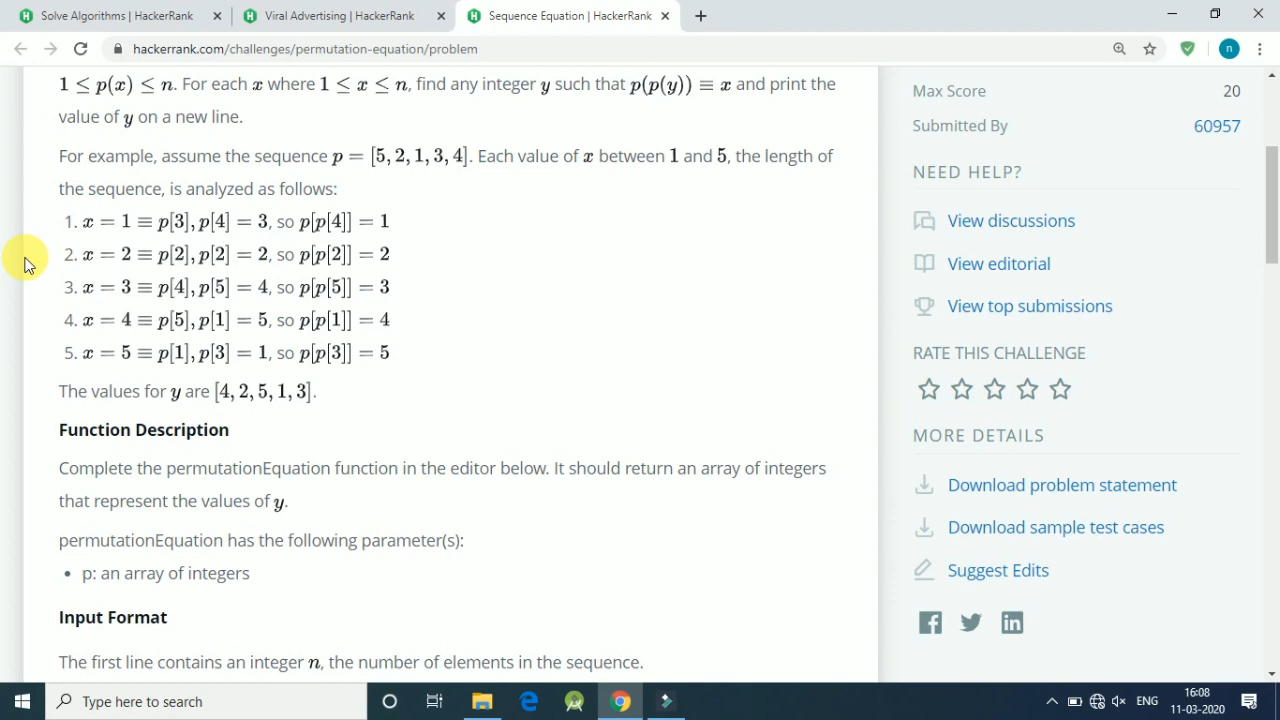 Solve Algorithms | HackerRank
Viral Advertising | HackerRank
Sequence Equation | HackerRank
hackerrank.com/challenges/permutation-equation/problem
n
1 ≤ p(x) ≤ n. For each x where 1 ≤ x ≤ n, find any integer y such that p(p(y)) ≡ x and print the
value of y on a new line.
For example, assume the sequence p = [5, 2, 1, 3, 4]. Each value of x between 1 and 5, the length of
the sequence, is analyzed as follows:
1. x = 1 ≡ p[3], p[4] = 3, so p[p[4]] = 1
2. x = 2 ≡ p[2], p[2] = 2, so p[p[2]] = 2
3. x = 3 ≡ p[4], p[5] = 4, so p[p[5]] = 3
4. x = 4 ≡ p[5], p[1] = 5, so p[p[1]] = 4
5. x = 5 ≡ p[1], p[3] = 1, so p[p[3]] = 5
The values for y are [4, 2, 5, 1, 3].
Function Description
Complete the permutationEquation function in the editor below. It should return an array of integers
that represent the values of y.
permutationEquation has the following parameter(s):
• p: an array of integers
Input Format
The first line contains an integer n, the number of elements in the sequence.
Max Score 20
Submitted By 60957
NEED HELP?
View discussions
View editorial
View top submissions
RATE THIS CHALLENGE
MORE DETAILS
Download problem statement
Download sample test cases
Suggest Edits
Type here to search
ENG
16:08
11-03-2020